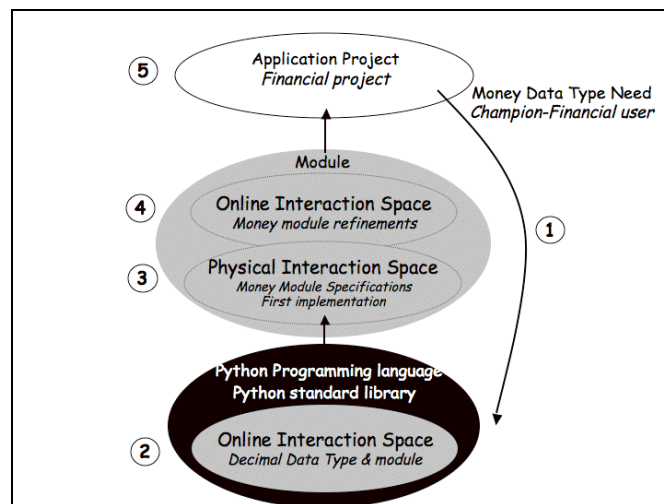 5
Application Project
Financial project
Money Data Type Need
Champion-Financial user
Module
4
Online Interaction Space
Money module refinements
1
3
Physical Interaction Space
Money Module Specifications
First implementation
Python Programming language
Python standard library
2
Online Interaction Space
Decimal Data Type & module